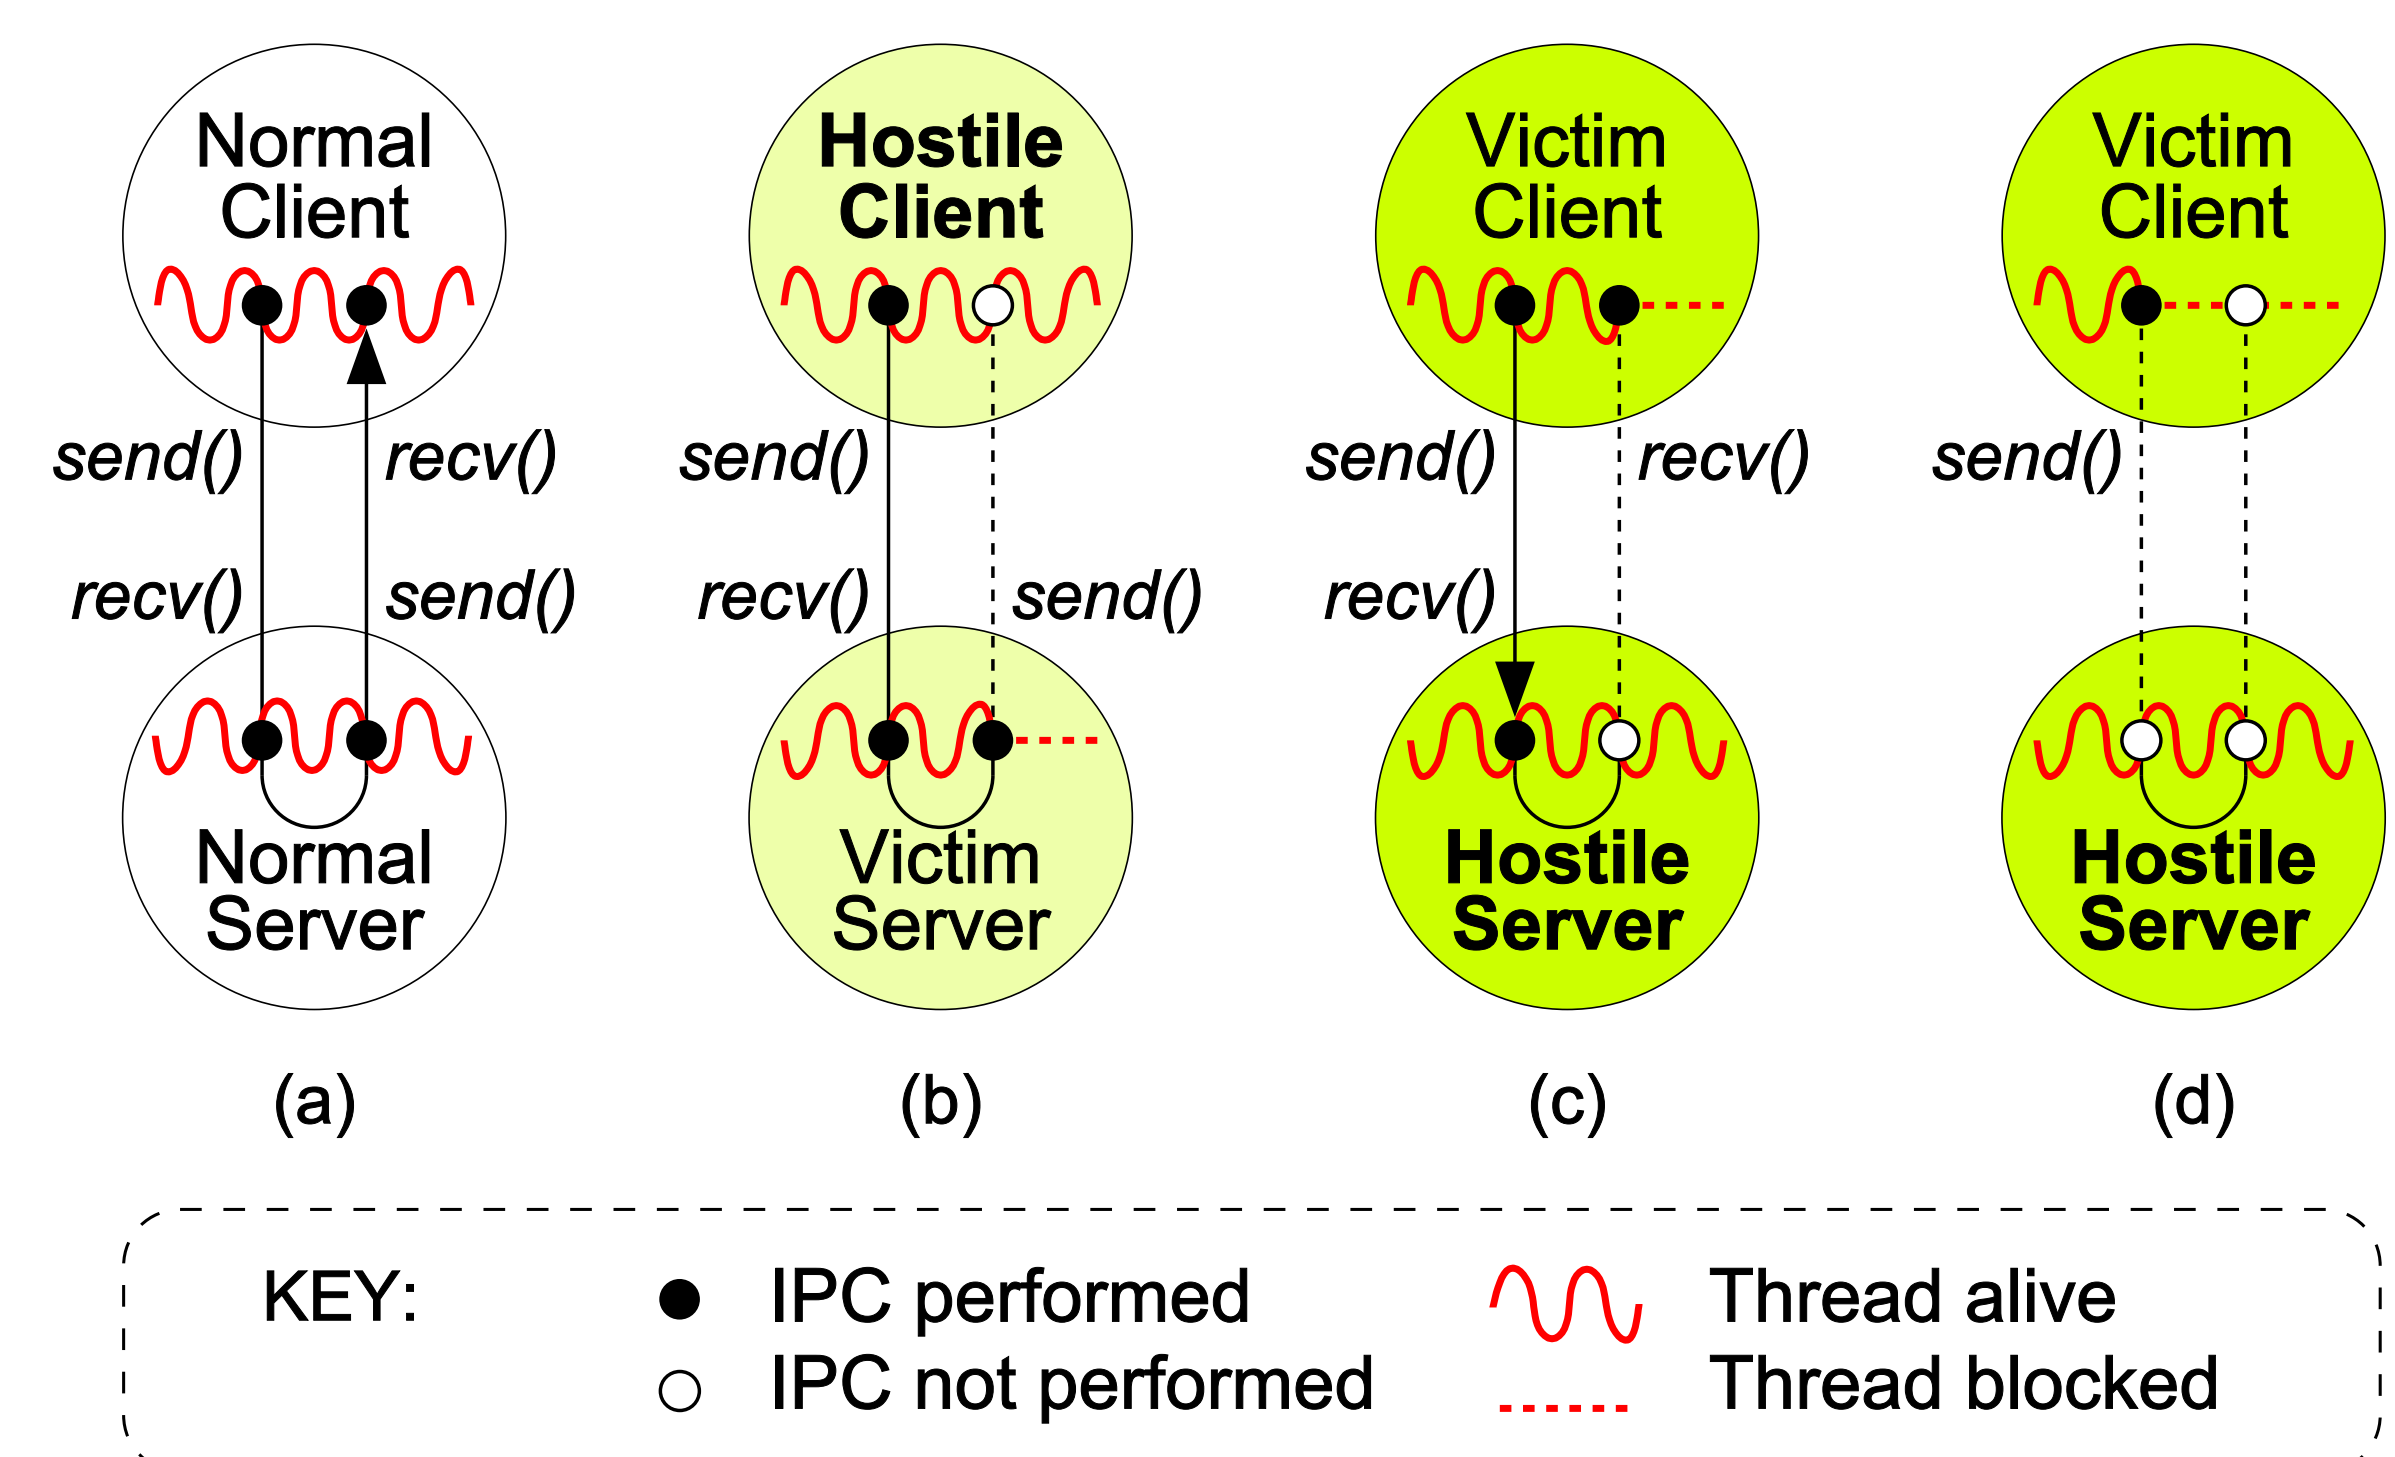 Normal
Client
Hostile
Client
Victim
Client
Victim
Client
send()
recv()
send()
send()
recv()
send()
recv()
send()
recv()
send()
recv()
Normal
Server
Victim
Server
Hostile
Server
Hostile
Server
(a)
(b)
(c)
(d)
KEY:
IPC performed
Thread alive
IPC not performed
Thread blocked